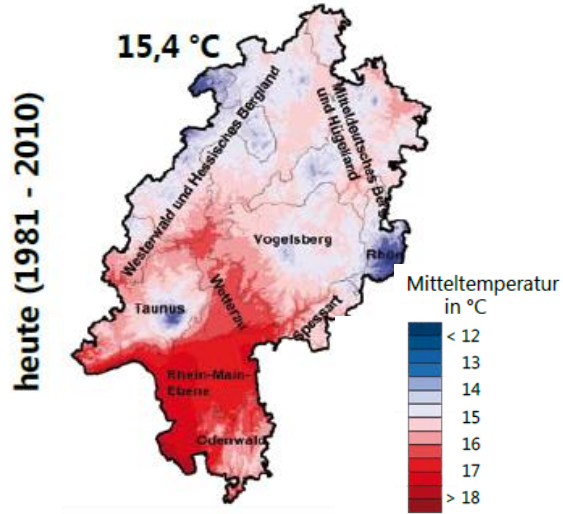 15,4 °C
heute (1981 - 2010)
Westerwald und Hessisches Bergland
Mitteldeutsches Berg-
und Hügelland
Vogelsberg
Rhön
Taunus
Wetterau
Spessart
Rhein-Main-
Ebene
Odenwald
Mitteltemperatur
in °C
< 12
13
14
15
16
17
> 18